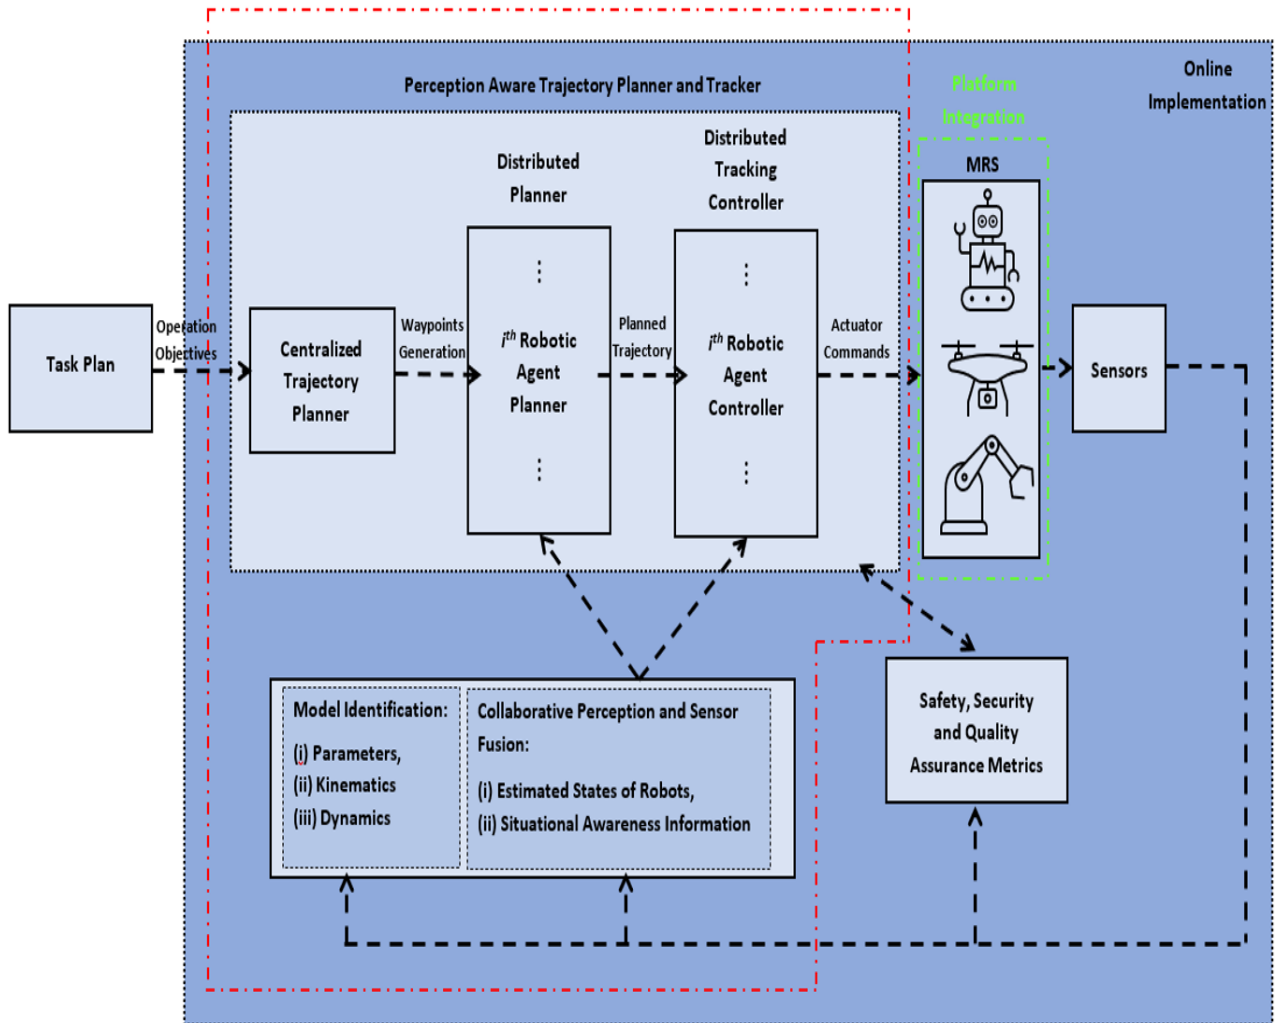 Online
Implementation
Perception Aware Trajectory Planner and Tracker
Platform
Integration
Distributed
Planner
Distributed
Tracking
Controller
MRS
Task Plan
Operation
Objectives
Centralized
Trajectory
Planner
Waypoints
Generation
⋮
iᵗʰ Robotic
Agent
Planner
⋮
Planned
Trajectory
⋮
iᵗʰ Robotic
Agent
Controller
⋮
Actuator
Commands
Sensors
Model Identification:
(i) Parameters,
(ii) Kinematics
(iii) Dynamics
Collaborative Perception and Sensor
Fusion:
(i) Estimated States of Robots,
(ii) Situational Awareness Information
Safety, Security
and Quality
Assurance Metrics